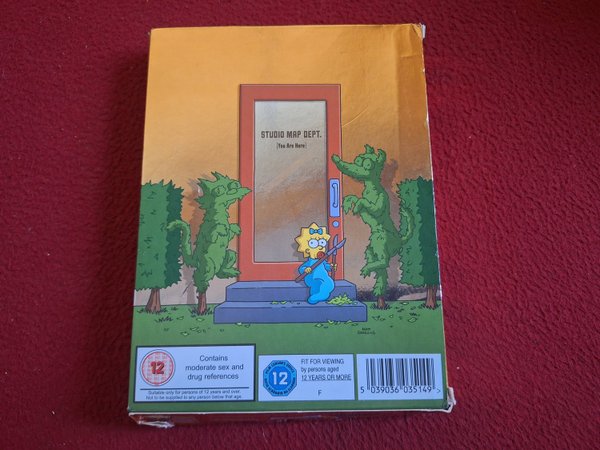 STUDIO MAP DEPT.
(You Are Here)
12
Contains
moderate sex and
drug references
Suitable only for persons of 12 years and over.
Not to be supplied to any person below that age.
12
FIT FOR VIEWING
by persons aged
12 YEARS OR MORE
F
5 039036 035149 >